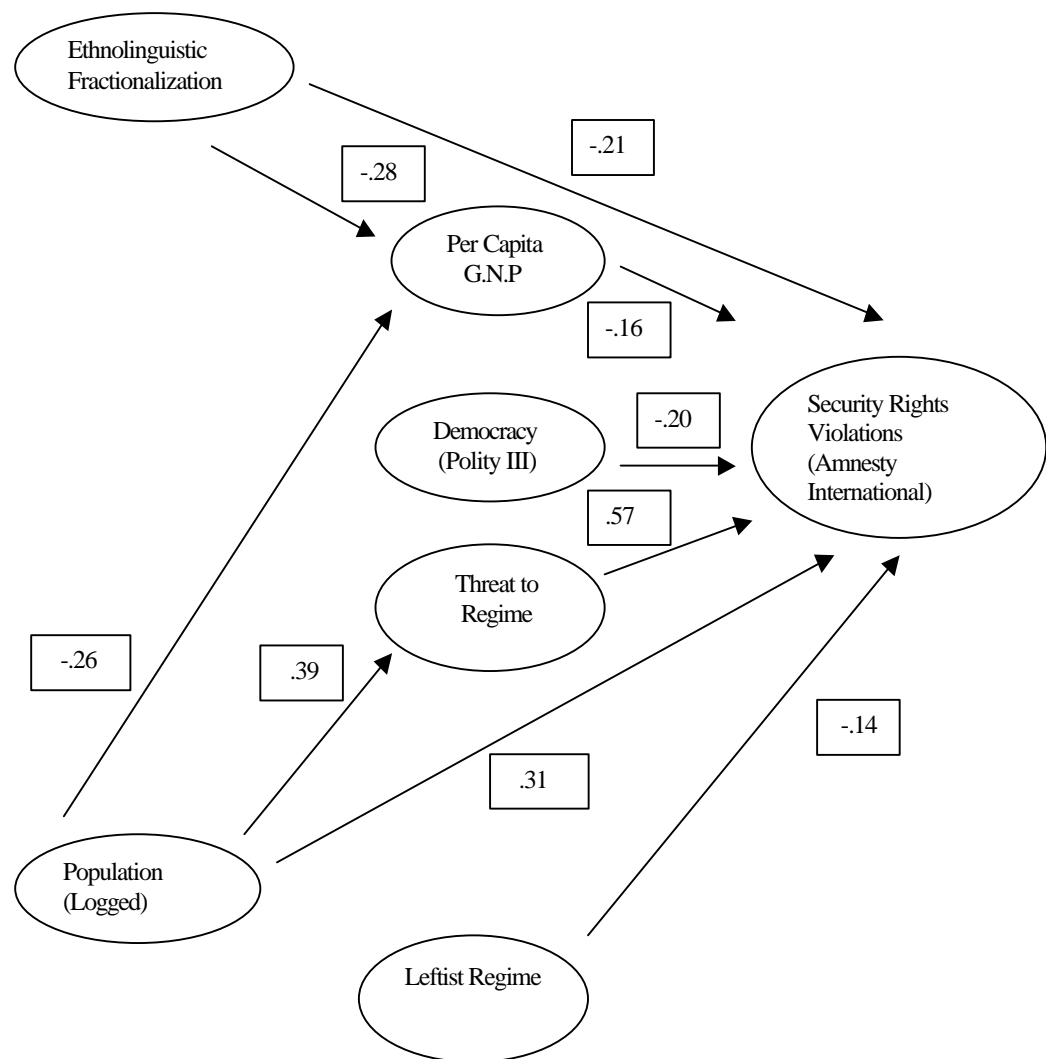 Ethnolinguistic
Fractionalization
-.21
-.28
Per Capita
G.N.P
-.16
Democracy
(Polity III)
-.20
Security Rights
Violations
(Amnesty
International)
.57
Threat to
Regime
-.26
.39
-.14
.31
Population
(Logged)
Leftist Regime